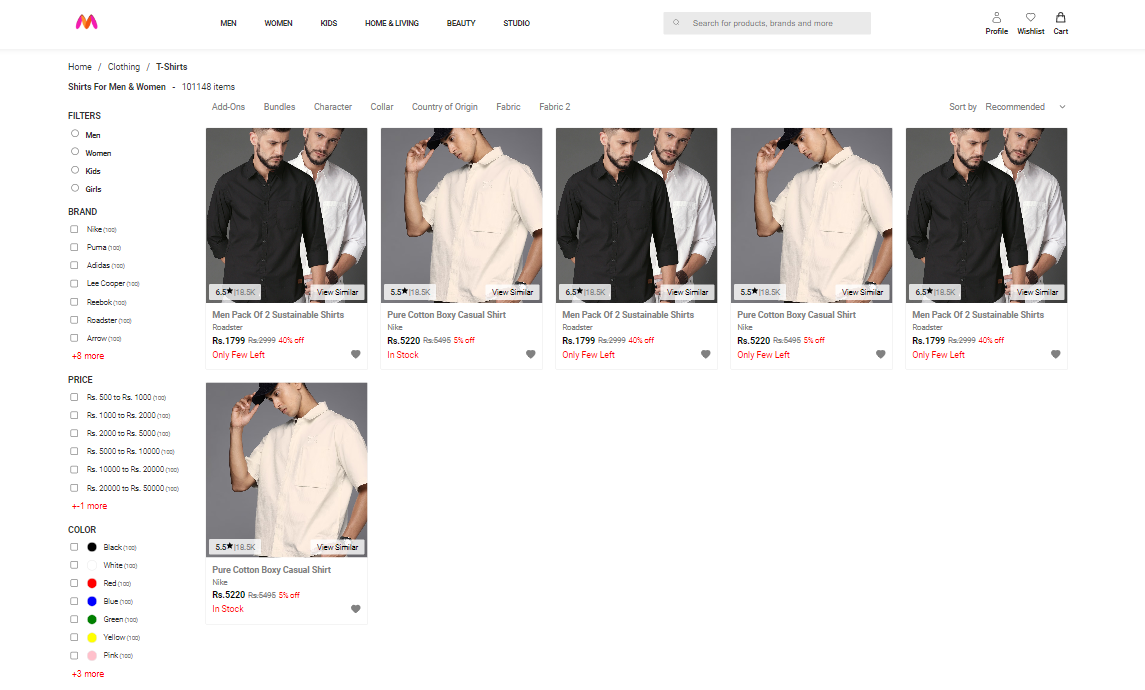 MEN WOMEN KIDS HOME & LIVING BEAUTY STUDIO Search for products, brands and more Profile Wishlist Cart
Home / Clothing / T-Shirts
Shirts For Men & Women - 101148 items
Add-Ons Bundles Character Collar Country of Origin Fabric Fabric 2 Sort by Recommended
FILTERS
Men
Women
Kids
Girls
BRAND
Nike (100)
Puma (100)
Adidas (100)
Lee Cooper (100)
Reebok (100)
Roadster (100)
Arrow (100)
+8 more
PRICE
Rs. 500 to Rs. 1000 (100)
Rs. 1000 to Rs. 2000 (100)
Rs. 2000 to Rs. 5000 (100)
Rs. 5000 to Rs. 10000 (100)
Rs. 10000 to Rs. 20000 (100)
Rs. 20000 to Rs. 50000 (100)
+-1 more
COLOR
Black (100)
White (100)
Red (100)
Blue (100)
Green (100)
Yellow (100)
Pink (100)
+3 more
6.5★|18.5K View Similar
Men Pack Of 2 Sustainable Shirts
Roadster
Rs.1799 Rs.2999 40% off
Only Few Left
5.5★|18.5K View Similar
Pure Cotton Boxy Casual Shirt
Nike
Rs.5220 Rs.5495 5% off
In Stock
6.5★|18.5K View Similar
Men Pack Of 2 Sustainable Shirts
Roadster
Rs.1799 Rs.2999 40% off
Only Few Left
5.5★|18.5K View Similar
Pure Cotton Boxy Casual Shirt
Nike
Rs.5220 Rs.5495 5% off
Only Few Left
6.5★|18.5K View Similar
Men Pack Of 2 Sustainable Shirts
Roadster
Rs.1799 Rs.2999 40% off
Only Few Left
5.5★|18.5K View Similar
Pure Cotton Boxy Casual Shirt
Nike
Rs.5220 Rs.5495 5% off
In Stock